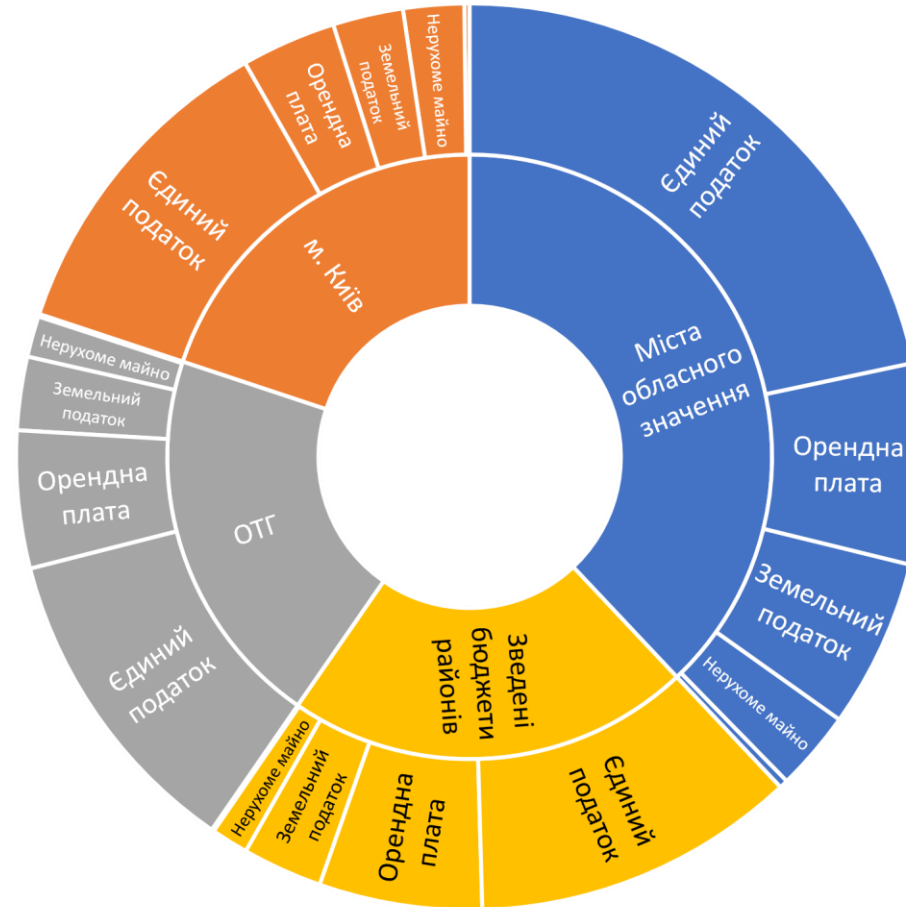 Єдиний
податок
Орендна
плата
Земельний
податок
Нерухоме майно
Міста
обласного
значення
Єдиний
податок
Орендна
плата
Земельний
податок
Нерухоме майно
Зведені
бюджети
районів
Єдиний
податок
Орендна
плата
Земельний
податок
Нерухоме майно
ОТГ
Єдиний
податок
Орендна
плата
Земельний
податок
Нерухоме майно
м. Київ